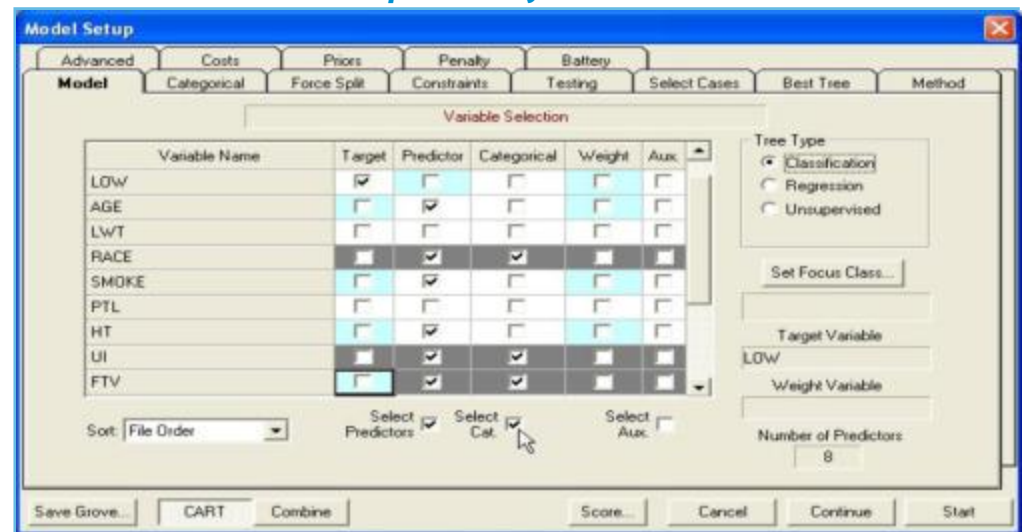 Model Setup
Advanced Costs Priors Penalty Battery
Model Categorical Force Split Constraints Testing Select Cases Best Tree Method
Variable Selection
Variable Name Target Predictor Categorical Weight Aux.
LOW
AGE
LWT
RACE
SMOKE
PTL
HT
UI
FTV
Tree Type
Classification
Regression
Unsupervised
Set Focus Class...
Target Variable
LOW
Weight Variable
Number of Predictors
8
Sort: File Order
Select Predictors
Select Cat.
Select Aux.
Save Grove... CART Combine Score... Cancel Continue Start